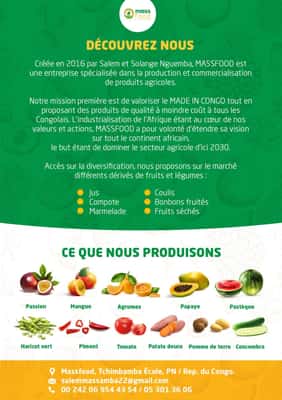 mass
food
DÉCOUVREZ NOUS
Créée en 2016 par Salem et Solange Nguemba, MASSFOOD est
une entreprise spécialisée dans la production et commercialisation
de produits agricoles.
Notre mission première est de valoriser le MADE IN CONGO tout en
proposant des produits de qualité à moindre coût à tous les
Congolais. L'industrialisation de l'Afrique étant au cœur de nos
valeurs et actions, MASSFOOD a pour volonté d'étendre sa vision
sur tout le continent africain.
le but étant de dominer le secteur agricole d'ici 2030.
Accès sur la diversification, nous proposons sur le marché
différents dérivés de fruits et légumes :
Jus
Compote
Marmelade
Coulis
Bonbons fruités
Fruits séchés
CE QUE NOUS PRODUISONS
Passion
Mangue
Agrumes
Papaye
Pastèque
Haricot vert
Piment
Tomate
Patate douce
Pomme de terre
Concombre
Massfood, Tchimbamba École, PN / Rep. du Congo.
salemmassamba22@gmail.com
00 242 06 954 43 54 / 05 301 36 06